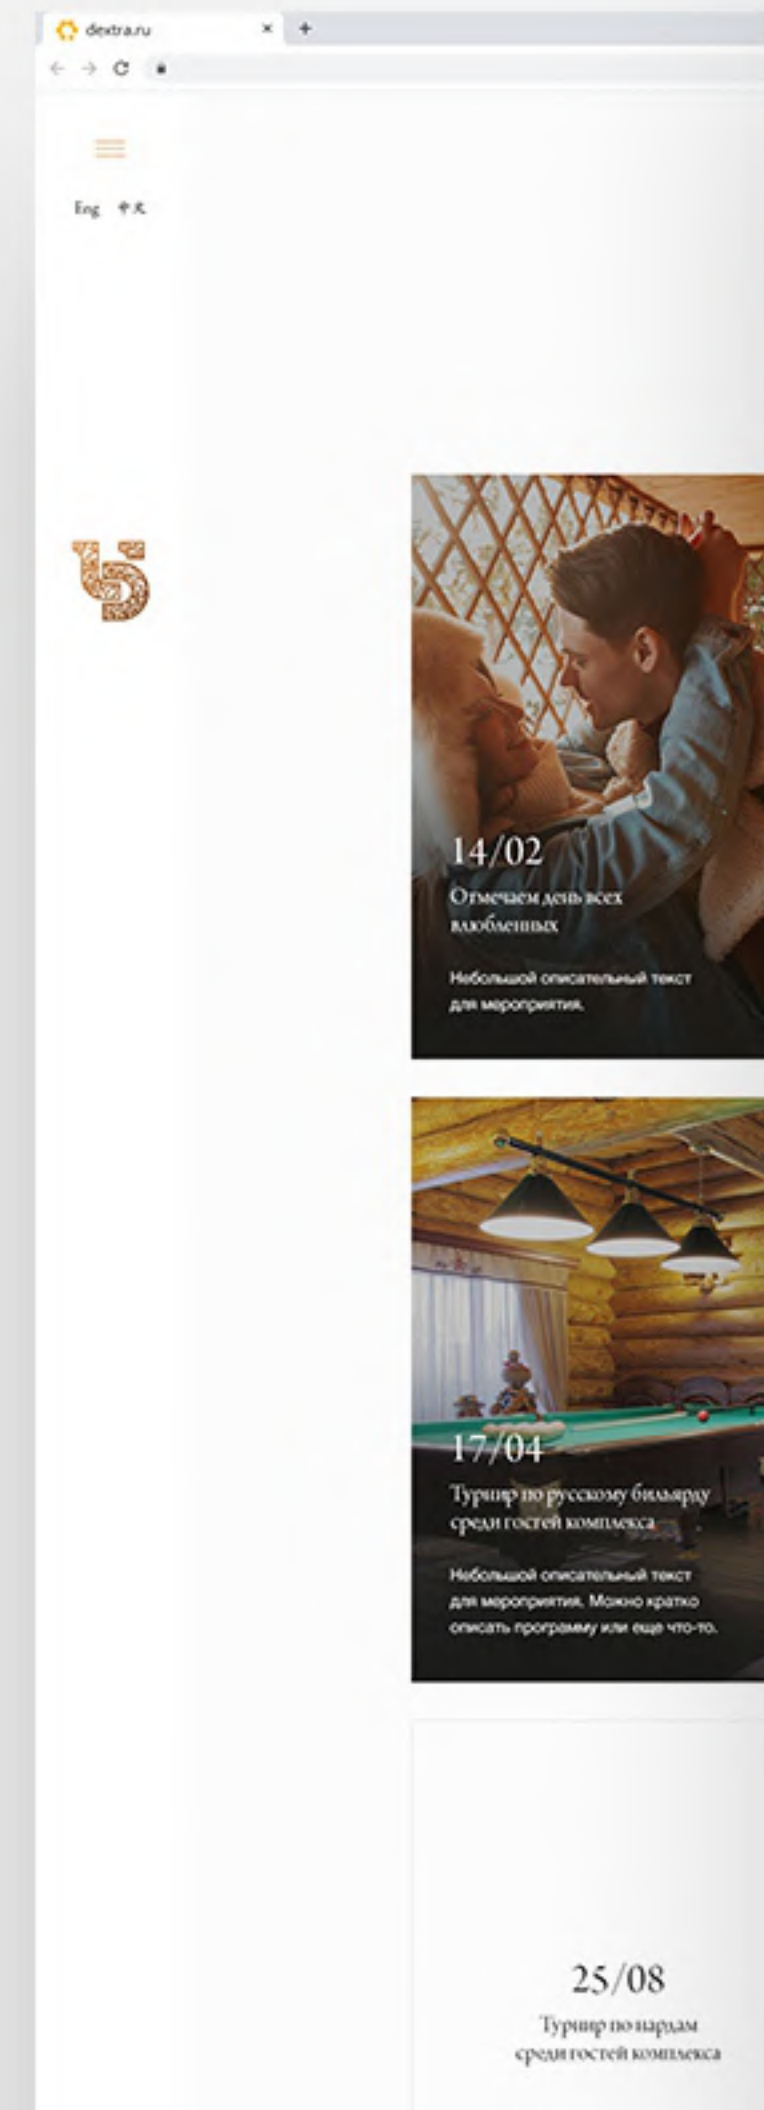 dextra.ru
Eng 中文
14/02
Отмечаем день всех
влюбленных
Небольшой описательный текст
для мероприятия.
17/04
Турнир по русскому бильярду
среди гостей комплекса
Небольшой описательный текст
для мероприятия. Можно кратко
описать программу или еще что-то.
25/08
Турнир по нардам
среди гостей комплекса